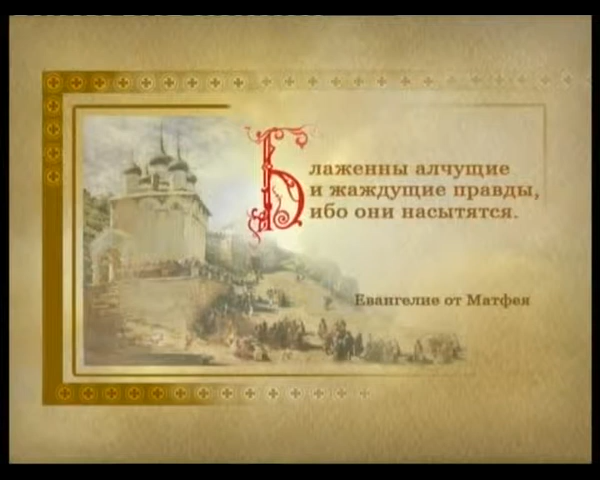 Блаженны алчущие
и жаждущие правды,
ибо они насытятся.
Евангелие от Матфея